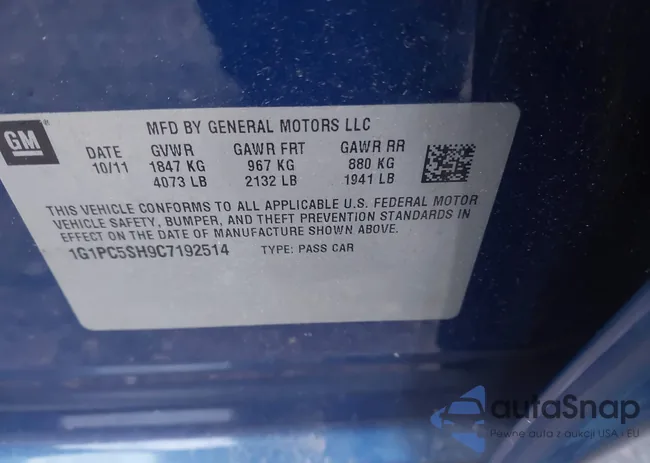 GM
MFD BY GENERAL MOTORS LLC
DATE GVWR GAWR FRT GAWR RR
10/11 1847 KG 967 KG 880 KG
4073 LB 2132 LB 1941 LB
THIS VEHICLE CONFORMS TO ALL APPLICABLE U.S. FEDERAL MOTOR
VEHICLE SAFETY, BUMPER, AND THEFT PREVENTION STANDARDS
IN EFFECT ON THE DATE OF MANUFACTURE SHOWN ABOVE.
1G1PC5SH9C7192514 TYPE: PASS CAR
autaSnap
Pewne auta z aukcji USA - EU